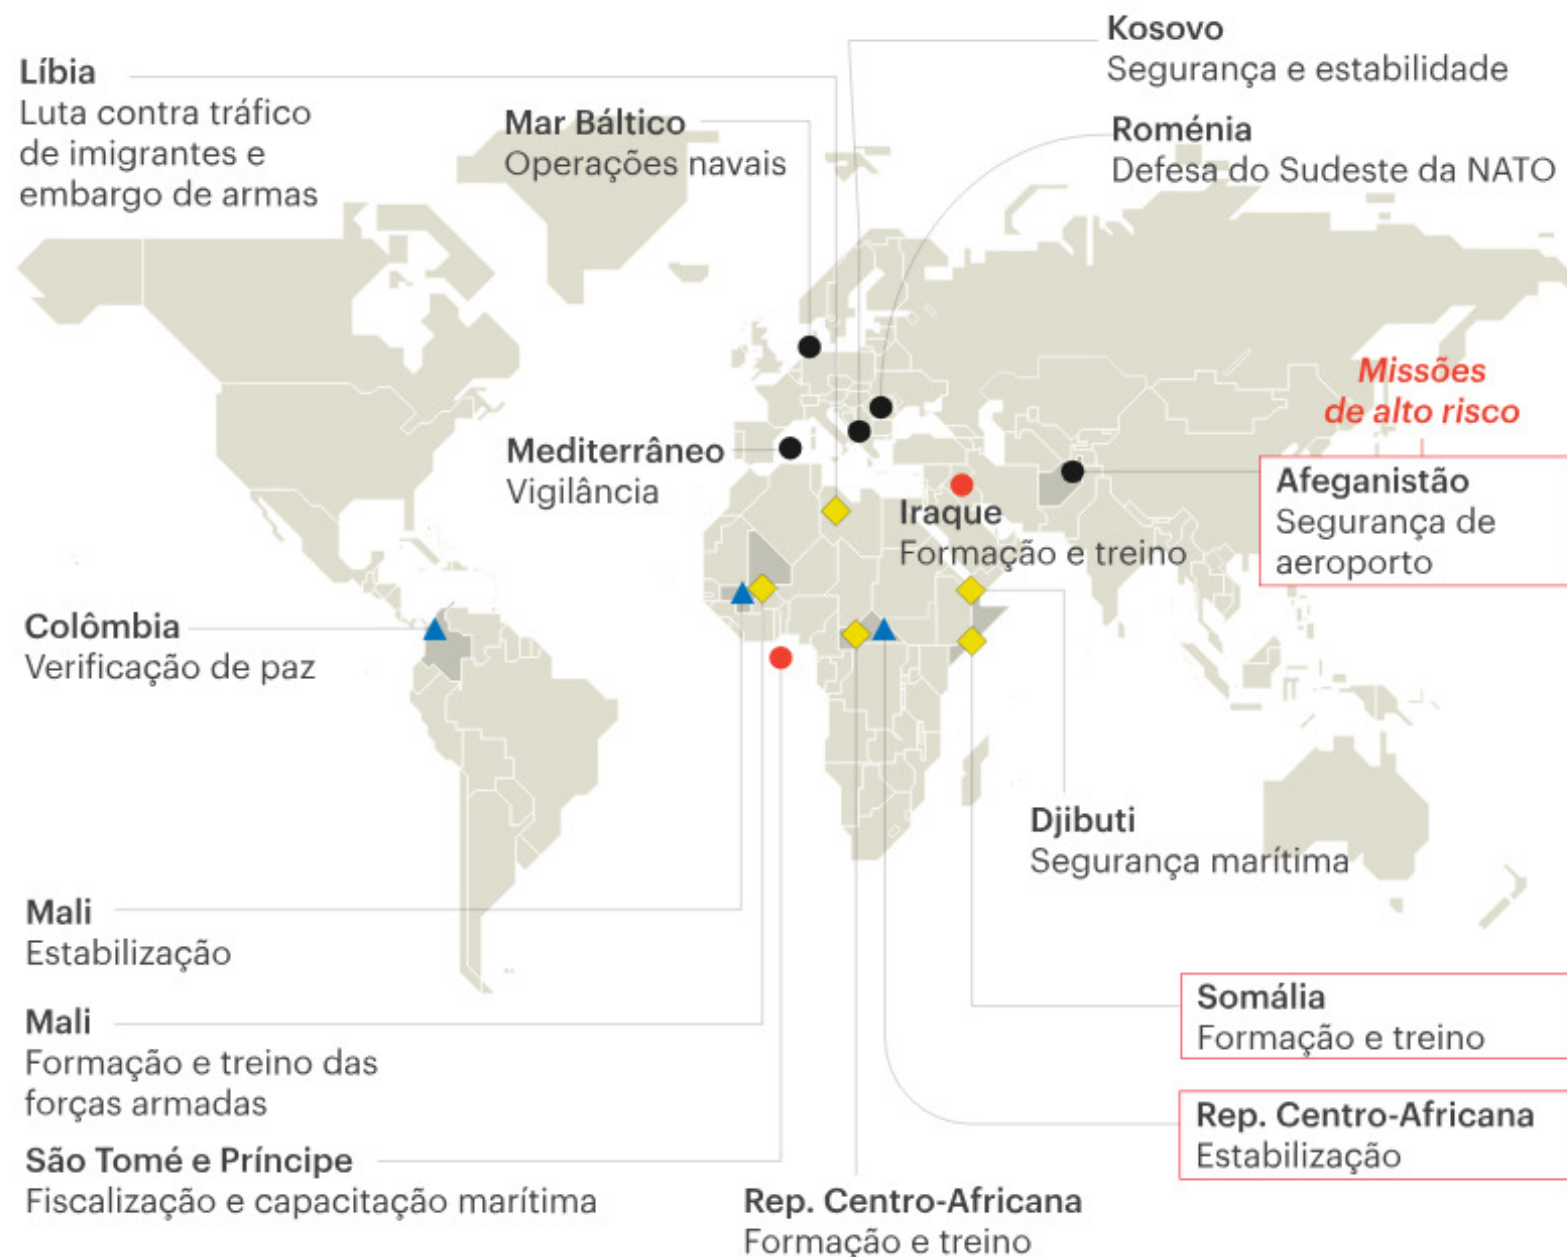 Líbia
Luta contra tráfico
de imigrantes e
embargo de armas
Mar Báltico
Operações navais
Kosovo
Segurança e estabilidade
Roménia
Defesa do Sudeste da NATO
Missões
de alto risco
Mediterrâneo
Vigilância
Afeganistão
Segurança de
aeroporto
Iraque
Formação e treino
Colômbia
Verificação de paz
Djibuti
Segurança marítima
Mali
Estabilização
Mali
Formação e treino das
forças armadas
São Tomé e Príncipe
Fiscalização e capacitação marítima
Somália
Formação e treino
Rep. Centro-Africana
Estabilização
Rep. Centro-Africana
Formação e treino